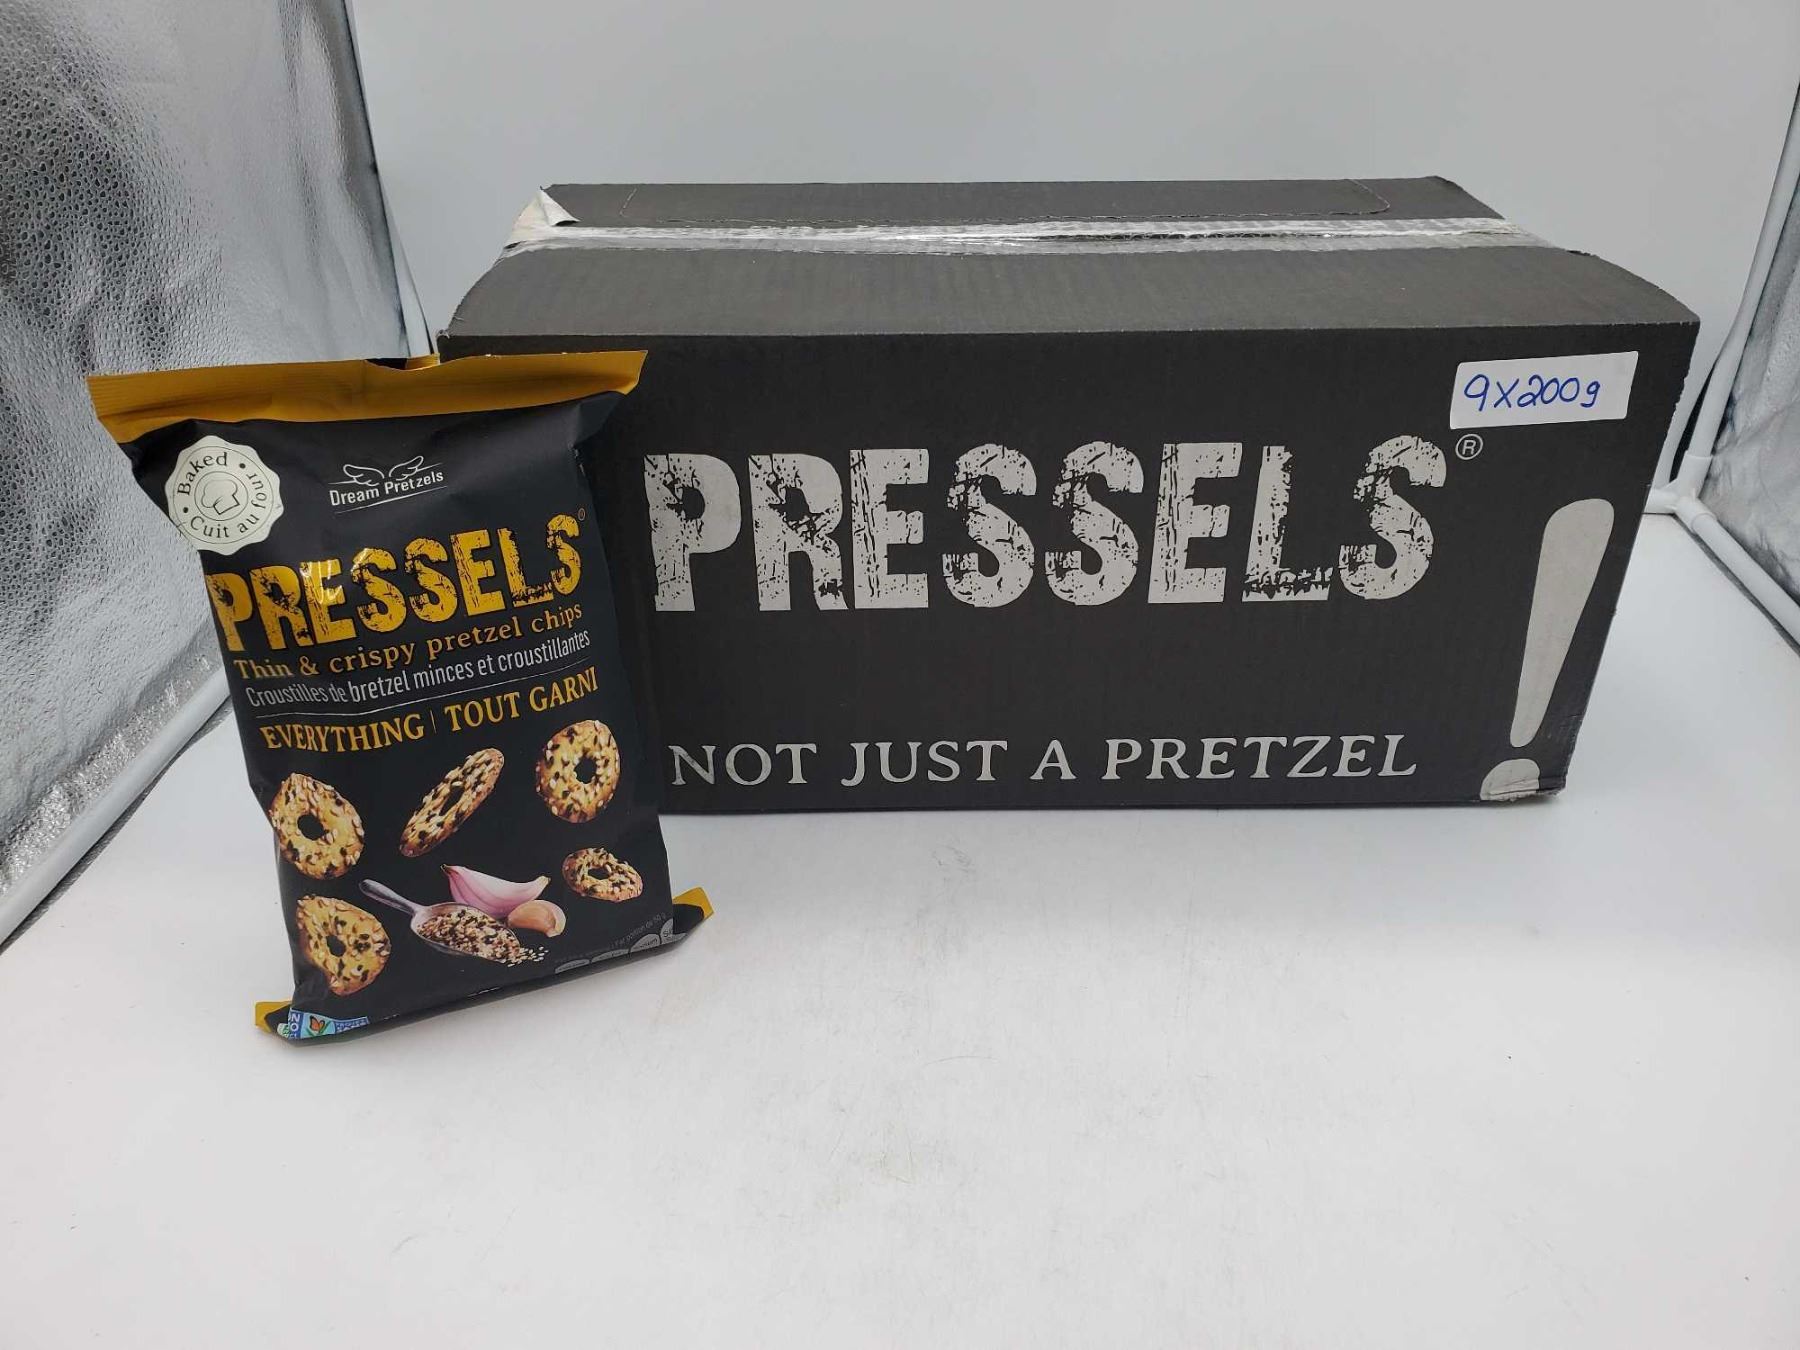 Baked • Cuit au four •
Dream Pretzels
PRESSELS®
Thin & crispy pretzel chips
Croustilles de bretzel minces et croustillantes
EVERYTHING | TOUT GARNI
9X200g
PRESSELS®
!
NOT JUST A PRETZEL